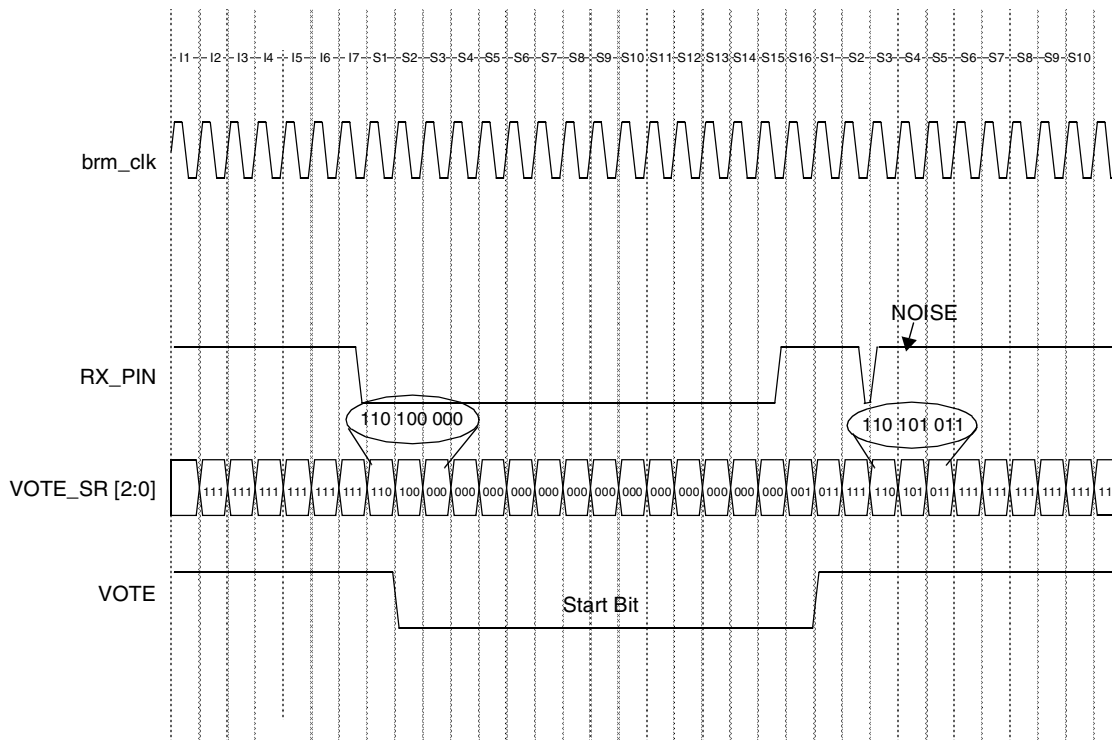 I1 I2 I3 I4 I5 I6 I7 S1 S2 S3 S4 S5 S6 S7 S8 S9 S10 S11 S12 S13 S14 S15 S16 S1 S2 S3 S4 S5 S6 S7 S8 S9 S10
brm_clk
NOISE
RX_PIN
110 100 000
110 101 011
VOTE_SR [2:0]
111 111 111 111 111 111 110 100 000 000 000 000 000 000 000 000 000 000 000 000 000 001 011 111 110 101 011 111 111 111 111 111 11
VOTE
Start Bit